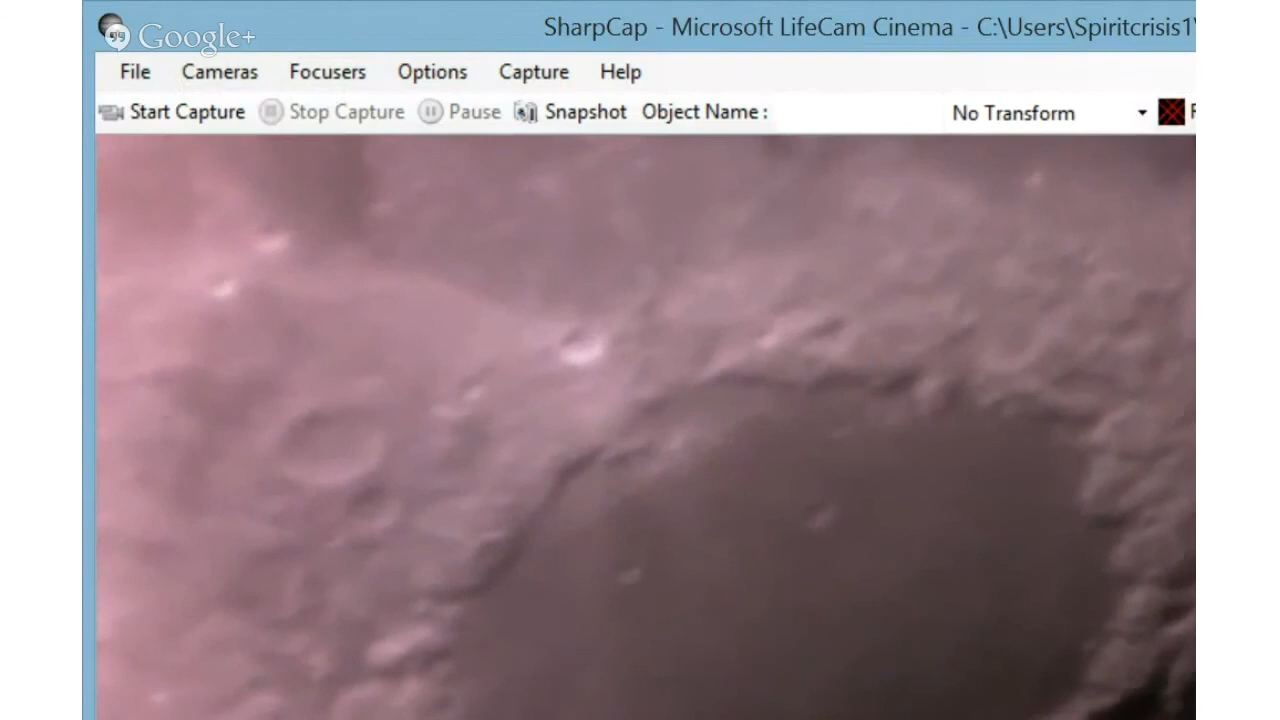 Google+
SharpCap - Microsoft LifeCam Cinema - C:\Users\Spiritcrisis1\
File Cameras Focusers Options Capture Help
Start Capture Stop Capture Pause Snapshot Object Name : No Transform